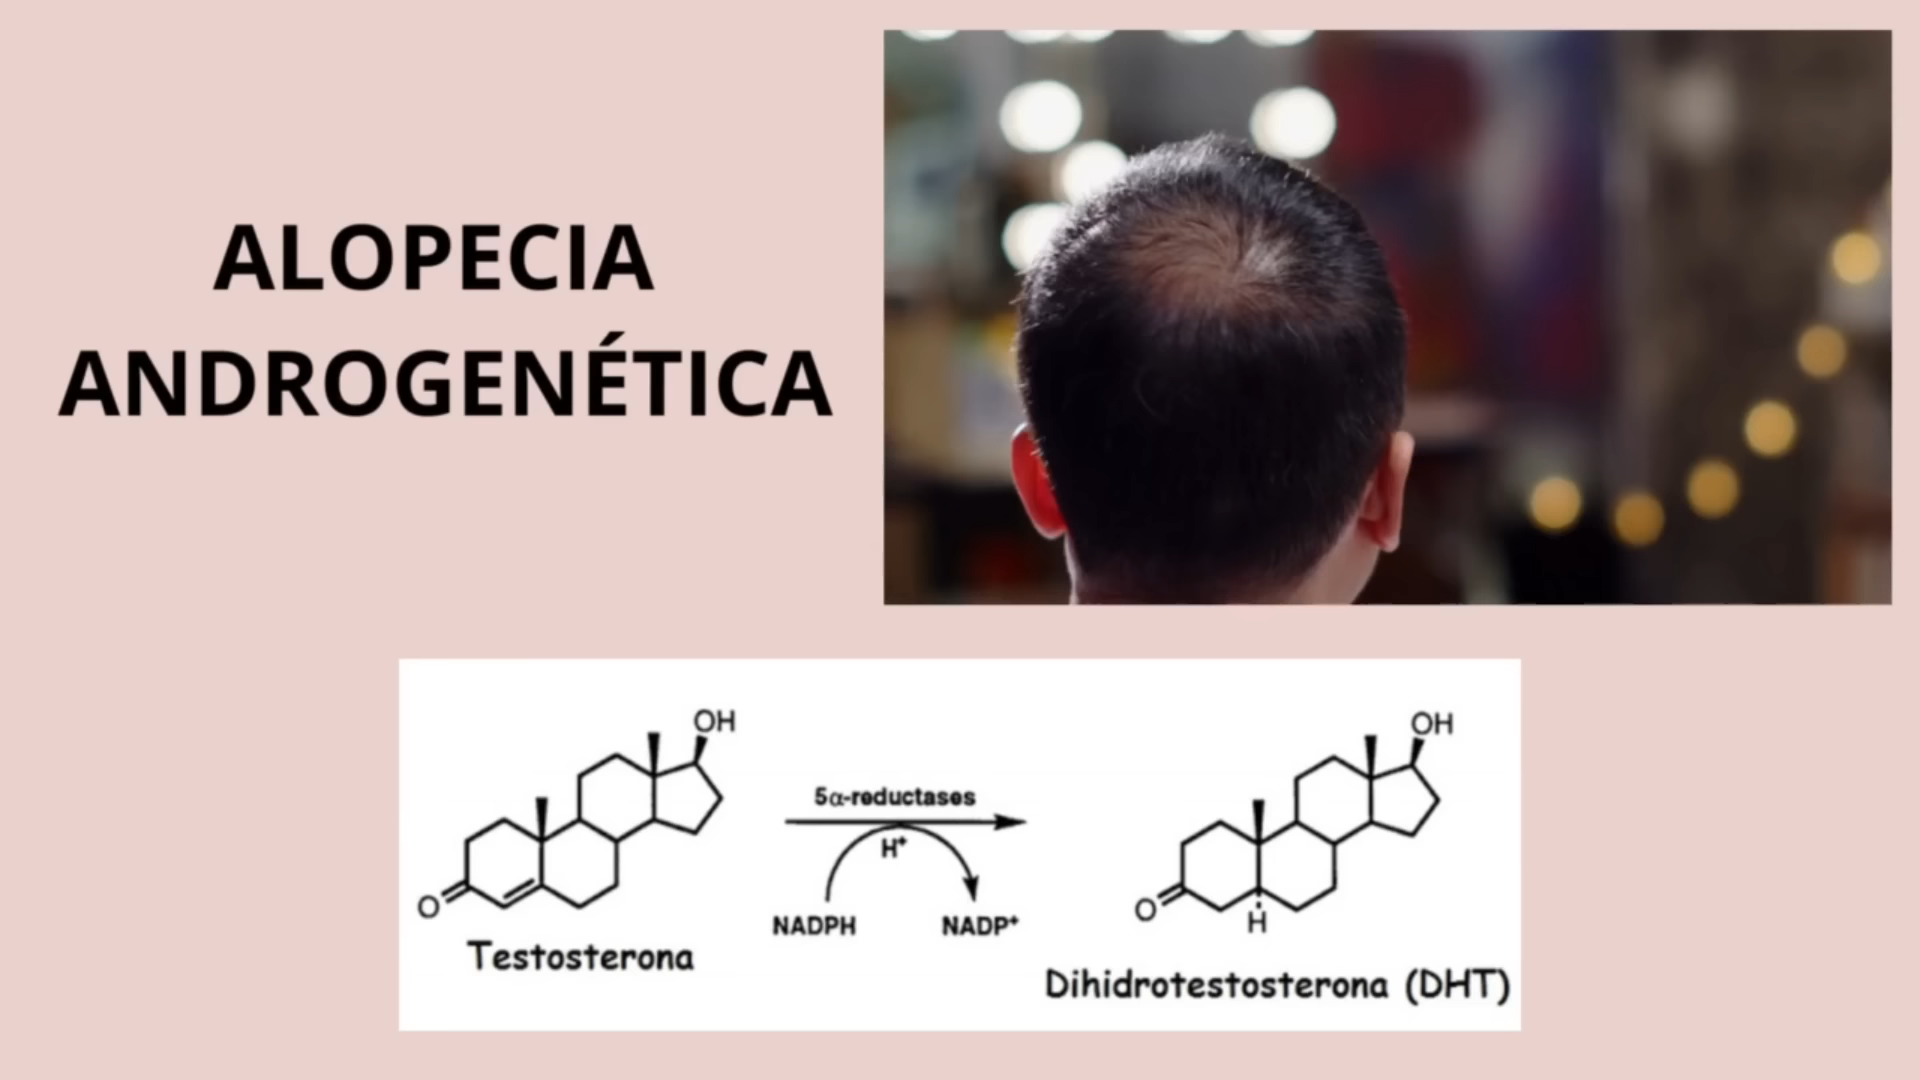 ALOPECIA
ANDROGENÉTICA
OH
O
Testosterona
5α-reductases
H⁺
NADPH
NADP⁺
OH
O
H
Dihidrotestosterona (DHT)